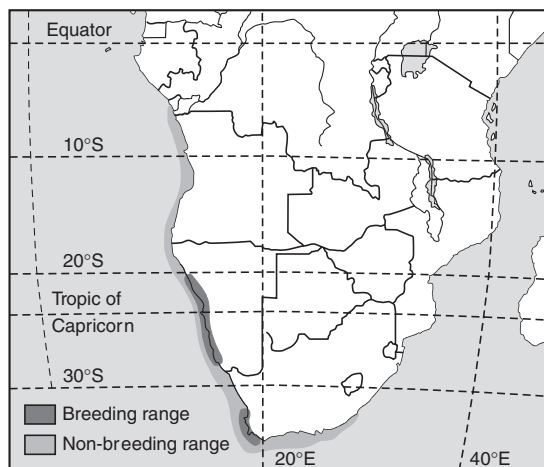 Equator
10°S
20°S
Tropic of
Capricorn
30°S
Breeding range
Non-breeding range
20°E
40°E